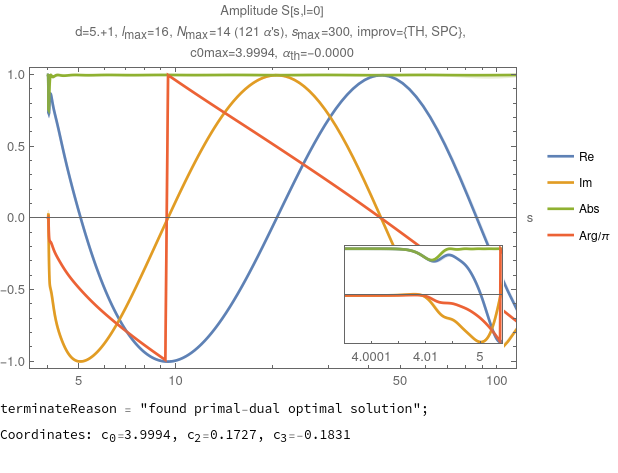 Amplitude S[s,l=0]
d=5.+1, lmax=16, Nmax=14 (121 α's), smax=300, improv={TH, SPC},
c0max=3.9994, αth=-0.0000
1.0
0.5
0.0
-0.5
-1.0
s
Re
Im
Abs
Arg/π
4.0001 4.01 5
5 10 50 100
terminateReason = "found primal-dual optimal solution";
Coordinates: c0=3.9994, c2=0.1727, c3=-0.1831